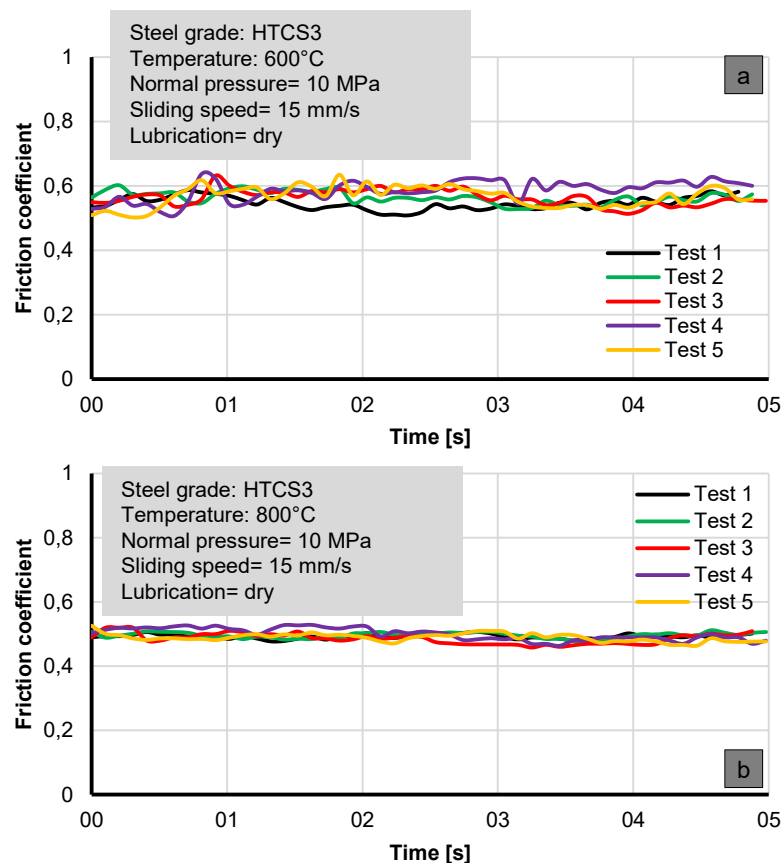 Steel grade: HTCS3
Temperature: 600°C
Normal pressure= 10 MPa
Sliding speed= 15 mm/s
Lubrication= dry
a
Friction coefficient
1
0,8
0,6
0,4
0,2
0
Test 1
Test 2
Test 3
Test 4
Test 5
00 01 02 03 04 05
Time [s]
Steel grade: HTCS3
Temperature: 800°C
Normal pressure= 10 MPa
Sliding speed= 15 mm/s
Lubrication= dry
Test 1
Test 2
Test 3
Test 4
Test 5
Friction coefficient
1
0,8
0,6
0,4
0,2
0
b
00 01 02 03 04 05
Time [s]